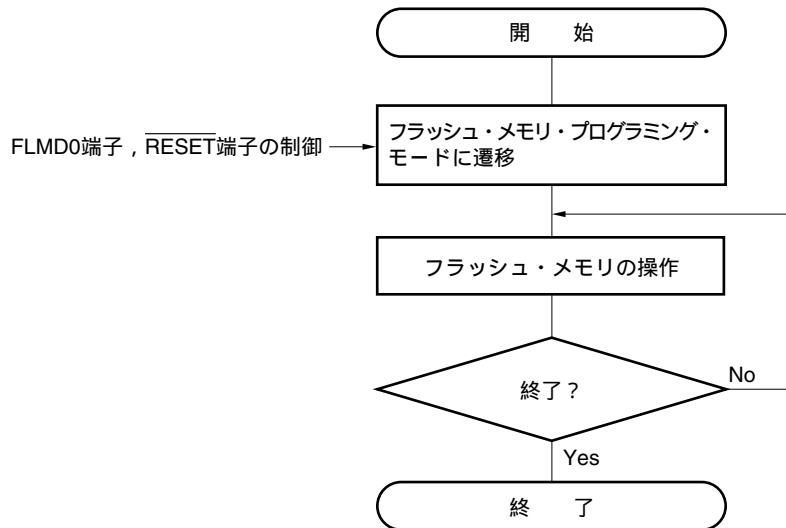 開　　始
FLMD0端子，RESET端子の制御
フラッシュ・メモリ・プログラミング・
モードに遷移
フラッシュ・メモリの操作
終了？
No
Yes
終　　了